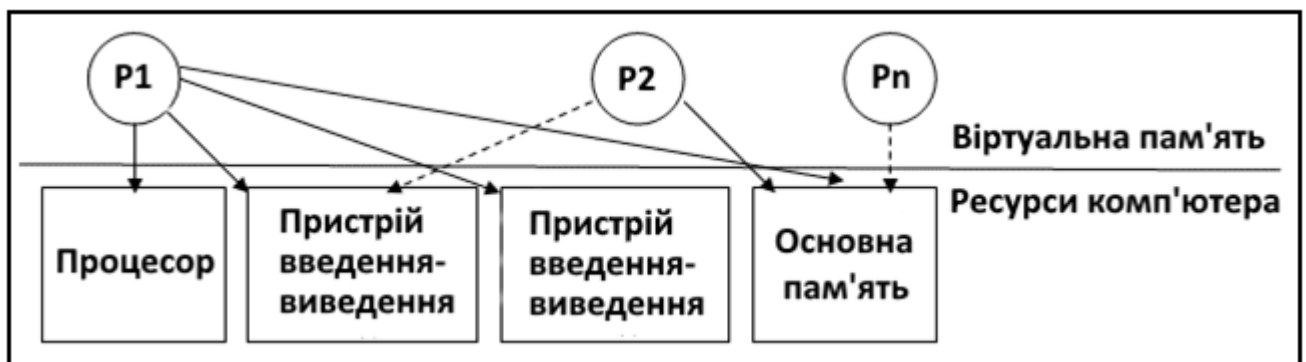 P1
P2
Pn
Віртуальна пам'ять
Ресурси комп'ютера
Процесор
Пристрій
введення-
виведення
Пристрій
введення-
виведення
Основна
пам'ять